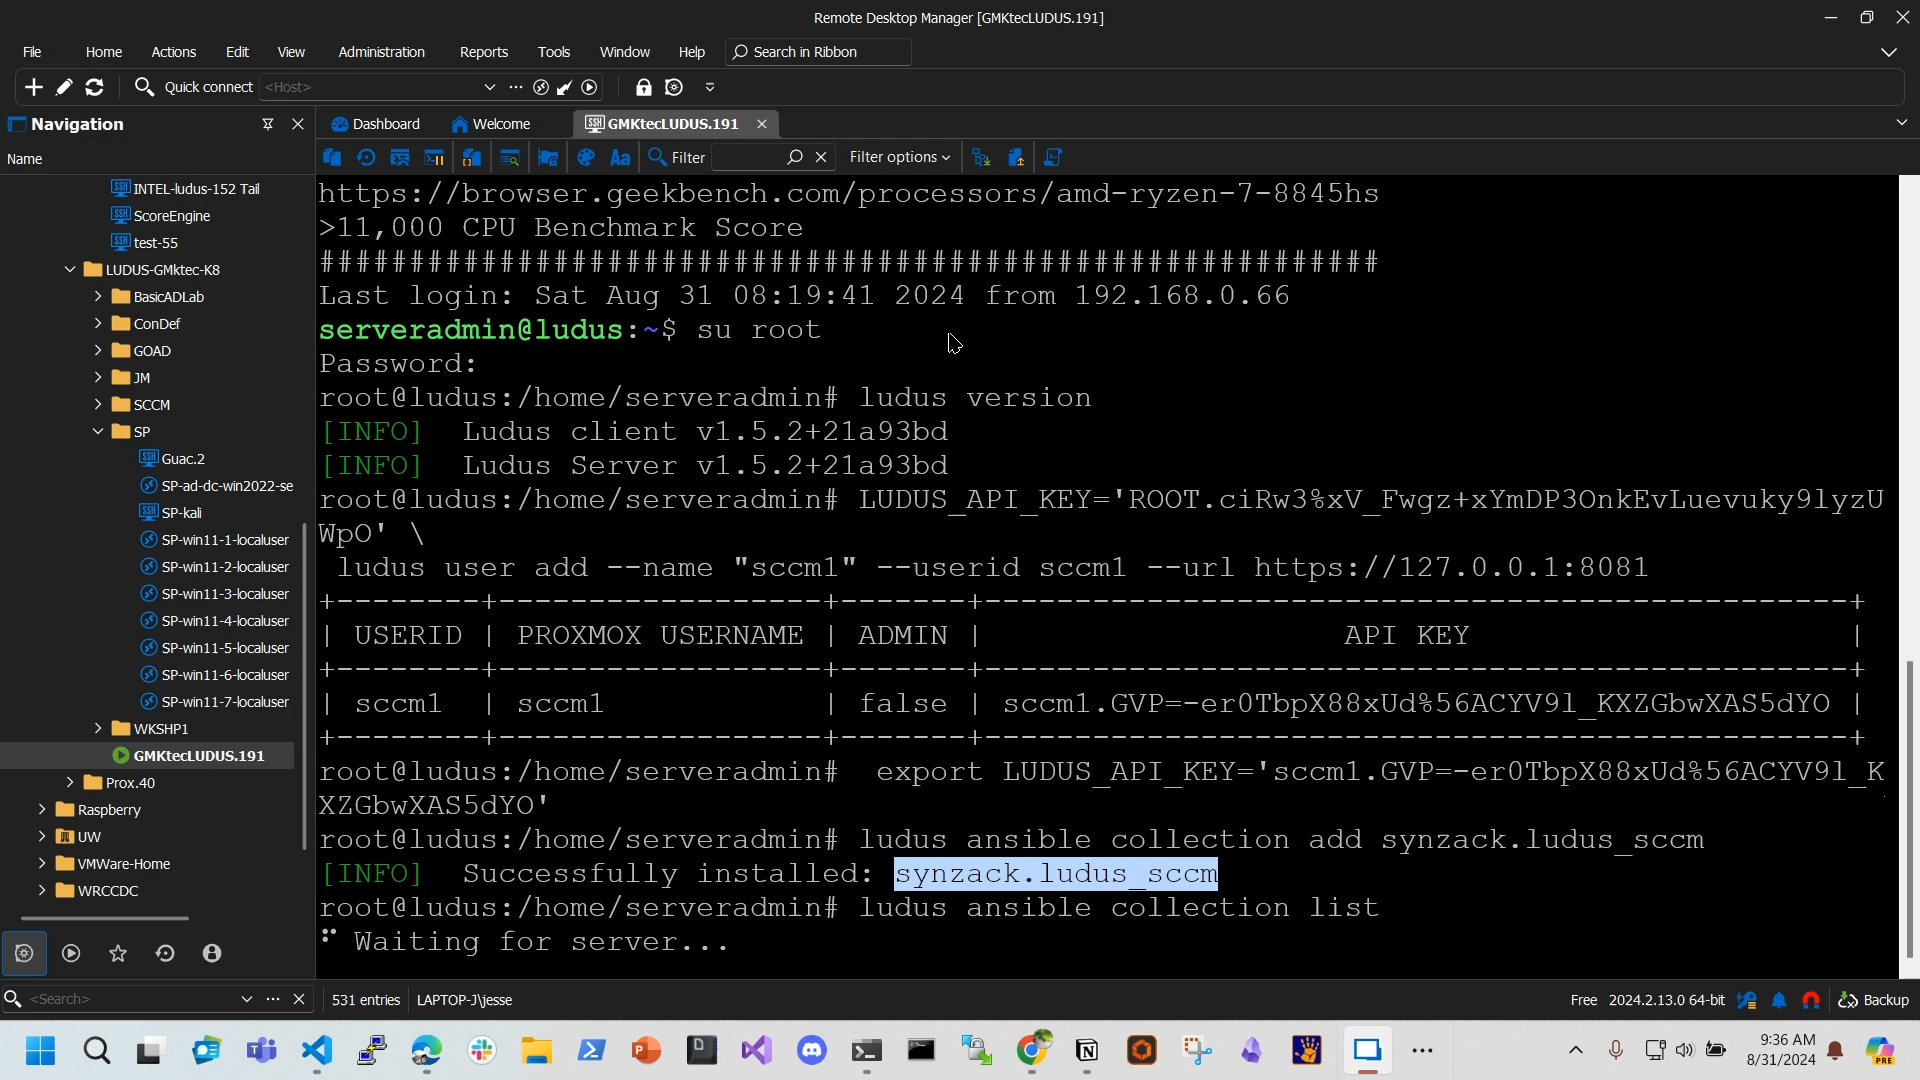 Remote Desktop Manager [GMKtecLUDUS.191]
File Home Actions Edit View Administration Reports Tools Window Help Search in Ribbon
Quick connect <Host>
Navigation
Dashboard Welcome GMKtecLUDUS.191
Name
Filter Filter options
INTEL-ludus-152 Tail
ScoreEngine
test-55
LUDUS-GMktec-K8
BasicADLab
ConDef
GOAD
JM
SCCM
SP
Guac.2
SP-ad-dc-win2022-se
SP-kali
SP-win11-1-localuser
SP-win11-2-localuser
SP-win11-3-localuser
SP-win11-4-localuser
SP-win11-5-localuser
SP-win11-6-localuser
SP-win11-7-localuser
WKSHP1
GMKtecLUDUS.191
Prox.40
Raspberry
UW
VMWare-Home
WRCCDC
https://browser.geekbench.com/processors/amd-ryzen-7-8845hs
>11,000 CPU Benchmark Score
###########################################################
Last login: Sat Aug 31 08:19:41 2024 from 192.168.0.66
serveradmin@ludus:~$ su root
Password:
root@ludus:/home/serveradmin# ludus version
[INFO]  Ludus client v1.5.2+21a93bd
[INFO]  Ludus Server v1.5.2+21a93bd
root@ludus:/home/serveradmin# LUDUS_API_KEY='ROOT.ciRw3%xV_Fwgz+xYmDP3OnkEvLuevuky9lyzU
WpO' \
 ludus user add --name "sccm1" --userid sccm1 --url https://127.0.0.1:8081
+--------+------------------+-------+------------------------------------------------+
| USERID | PROXMOX USERNAME | ADMIN |                    API KEY                     |
+--------+------------------+-------+------------------------------------------------+
| sccm1  | sccm1            | false | sccm1.GVP=-er0TbpX88xUd%56ACYV9l_KXZGbwXAS5dYO |
+--------+------------------+-------+------------------------------------------------+
root@ludus:/home/serveradmin#  export LUDUS_API_KEY='sccm1.GVP=-er0TbpX88xUd%56ACYV9l_K
XZGbwXAS5dYO'
root@ludus:/home/serveradmin# ludus ansible collection add synzack.ludus_sccm
[INFO]  Successfully installed: synzack.ludus_sccm
root@ludus:/home/serveradmin# ludus ansible collection list
Waiting for server...
<Search>
531 entries LAPTOP-J\jesse
Free 2024.2.13.0 64-bit Backup
9:36 AM
8/31/2024
PRE